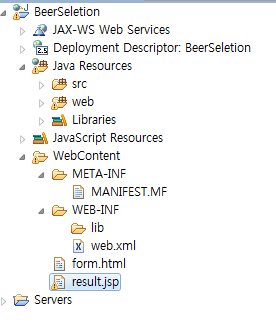 BeerSeletion
JAX-WS Web Services
Deployment Descriptor: BeerSeletion
Java Resources
src
web
Libraries
JavaScript Resources
WebContent
META-INF
MANIFEST.MF
WEB-INF
lib
web.xml
form.html
result.jsp
Servers